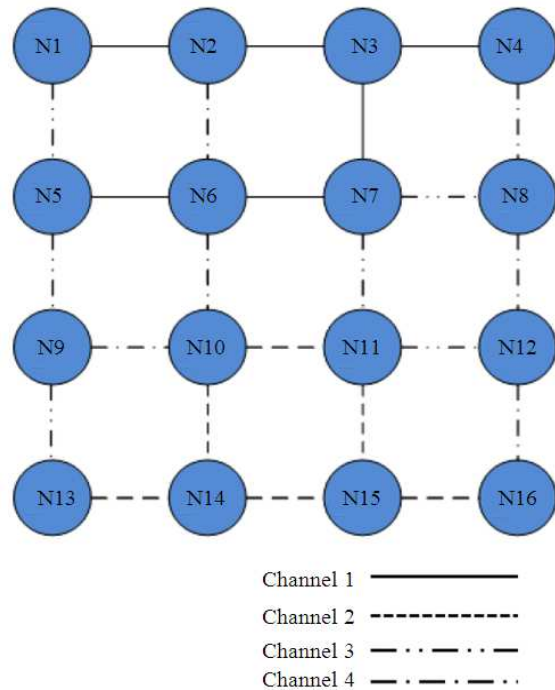 N1 N2 N3 N4
N5 N6 N7 N8
N9 N10 N11 N12
N13 N14 N15 N16
Channel 1
Channel 2
Channel 3
Channel 4